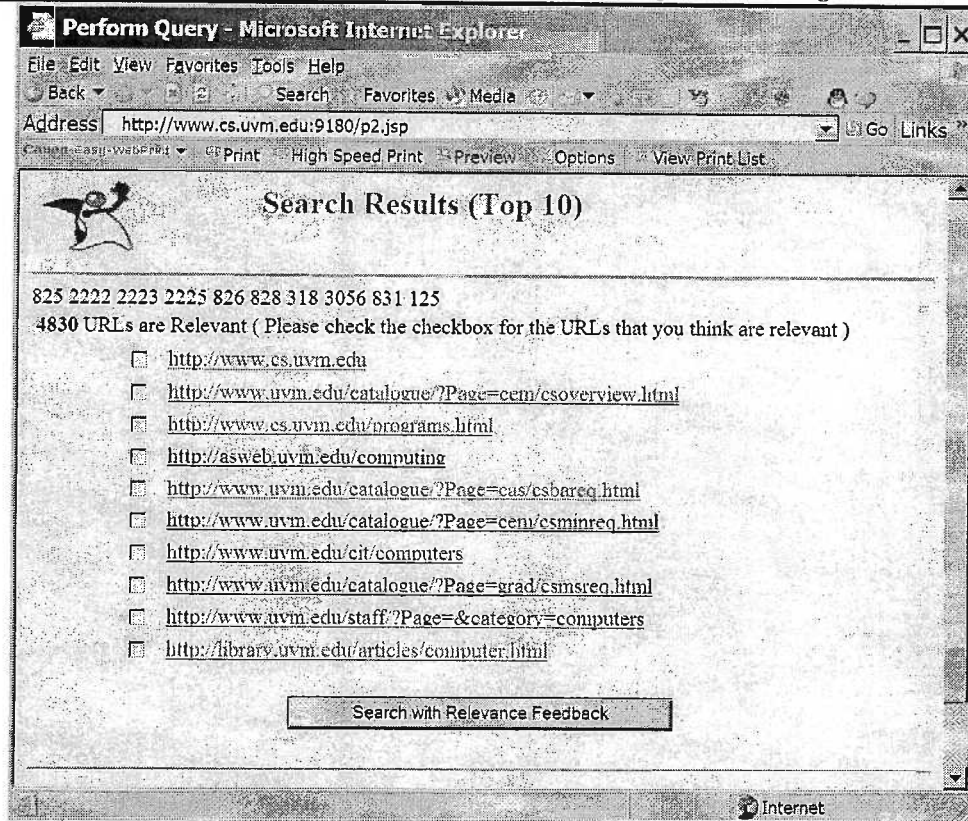 Perform Query - Microsoft Internet Explorer
File Edit View Favorites Tools Help
Back Search Favorites Media
Address http://www.cs.uvm.edu:9180/p2.jsp Go Links »
Canon Easy-WebPrint Print High Speed Print Preview Options View Print List
Search Results (Top 10)
825 2222 2223 2225 826 828 318 3056 831 125
4830 URLs are Relevant ( Please check the checkbox for the URLs that you think are relevant )
http://www.cs.uvm.edu
http://www.uvm.edu/catalogue/?Page=cem/csoverview.html
http://www.cs.uvm.edu/programs.html
http://asweb.uvm.edu/computing
http://www.uvm.edu/catalogue/?Page=cas/csbareq.html
http://www.uvm.edu/catalogue/?Page=cem/csminreq.html
http://www.uvm.edu/cit/computers
http://www.uvm.edu/catalogue/?Page=grad/csmsreq.html
http://www.uvm.edu/staff/?Page=&category=computers
http://library.uvm.edu/articles/computer.html
Search with Relevance Feedback
Internet